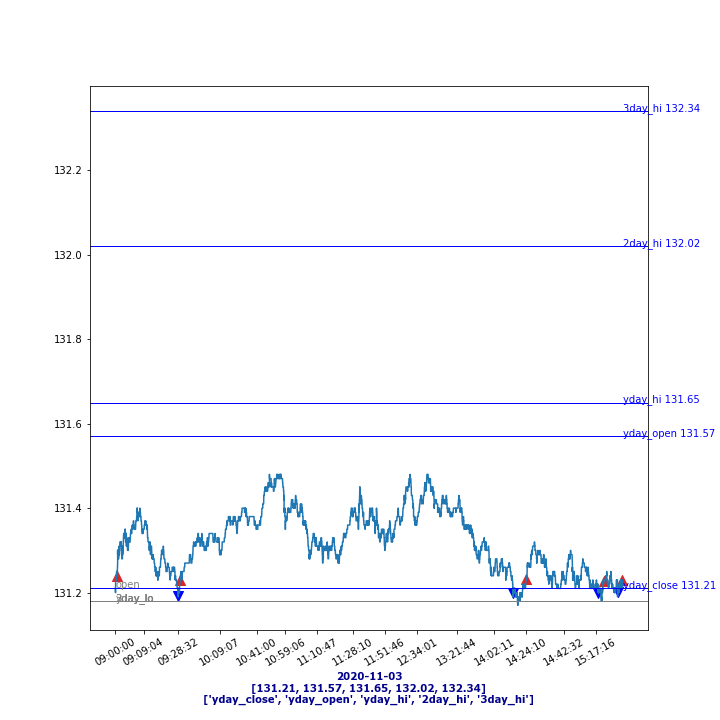 3day_hi 132.34
132.2
2day_hi 132.02
132.0
131.8
yday_hi 131.65
131.6
yday_open 131.57
131.4
open
yday_close 131.21
131.2
yday_lo
09:00:00
09:09:04
09:28:32
10:09:07
10:41:00
10:59:06
11:10:47
11:28:10
11:51:46
12:34:01
13:21:44
14:02:11
14:24:10
14:42:32
15:17:16
2020-11-03
[131.21, 131.57, 131.65, 132.02, 132.34]
['yday_close', 'yday_open', 'yday_hi', '2day_hi', '3day_hi']